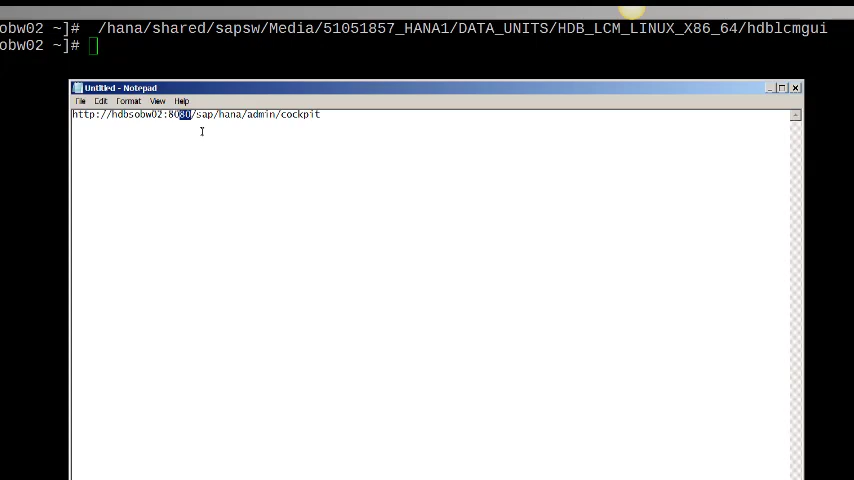 obw02 ~]# /hana/shared/sapsw/Media/51051857_HANA1/DATA_UNITS/HDB_LCM_LINUX_X86_64/hdblcmgui
obw02 ~]#
Untitled - Notepad
File Edit Format View Help
http://hdbsobw02:8080/sap/hana/admin/cockpit